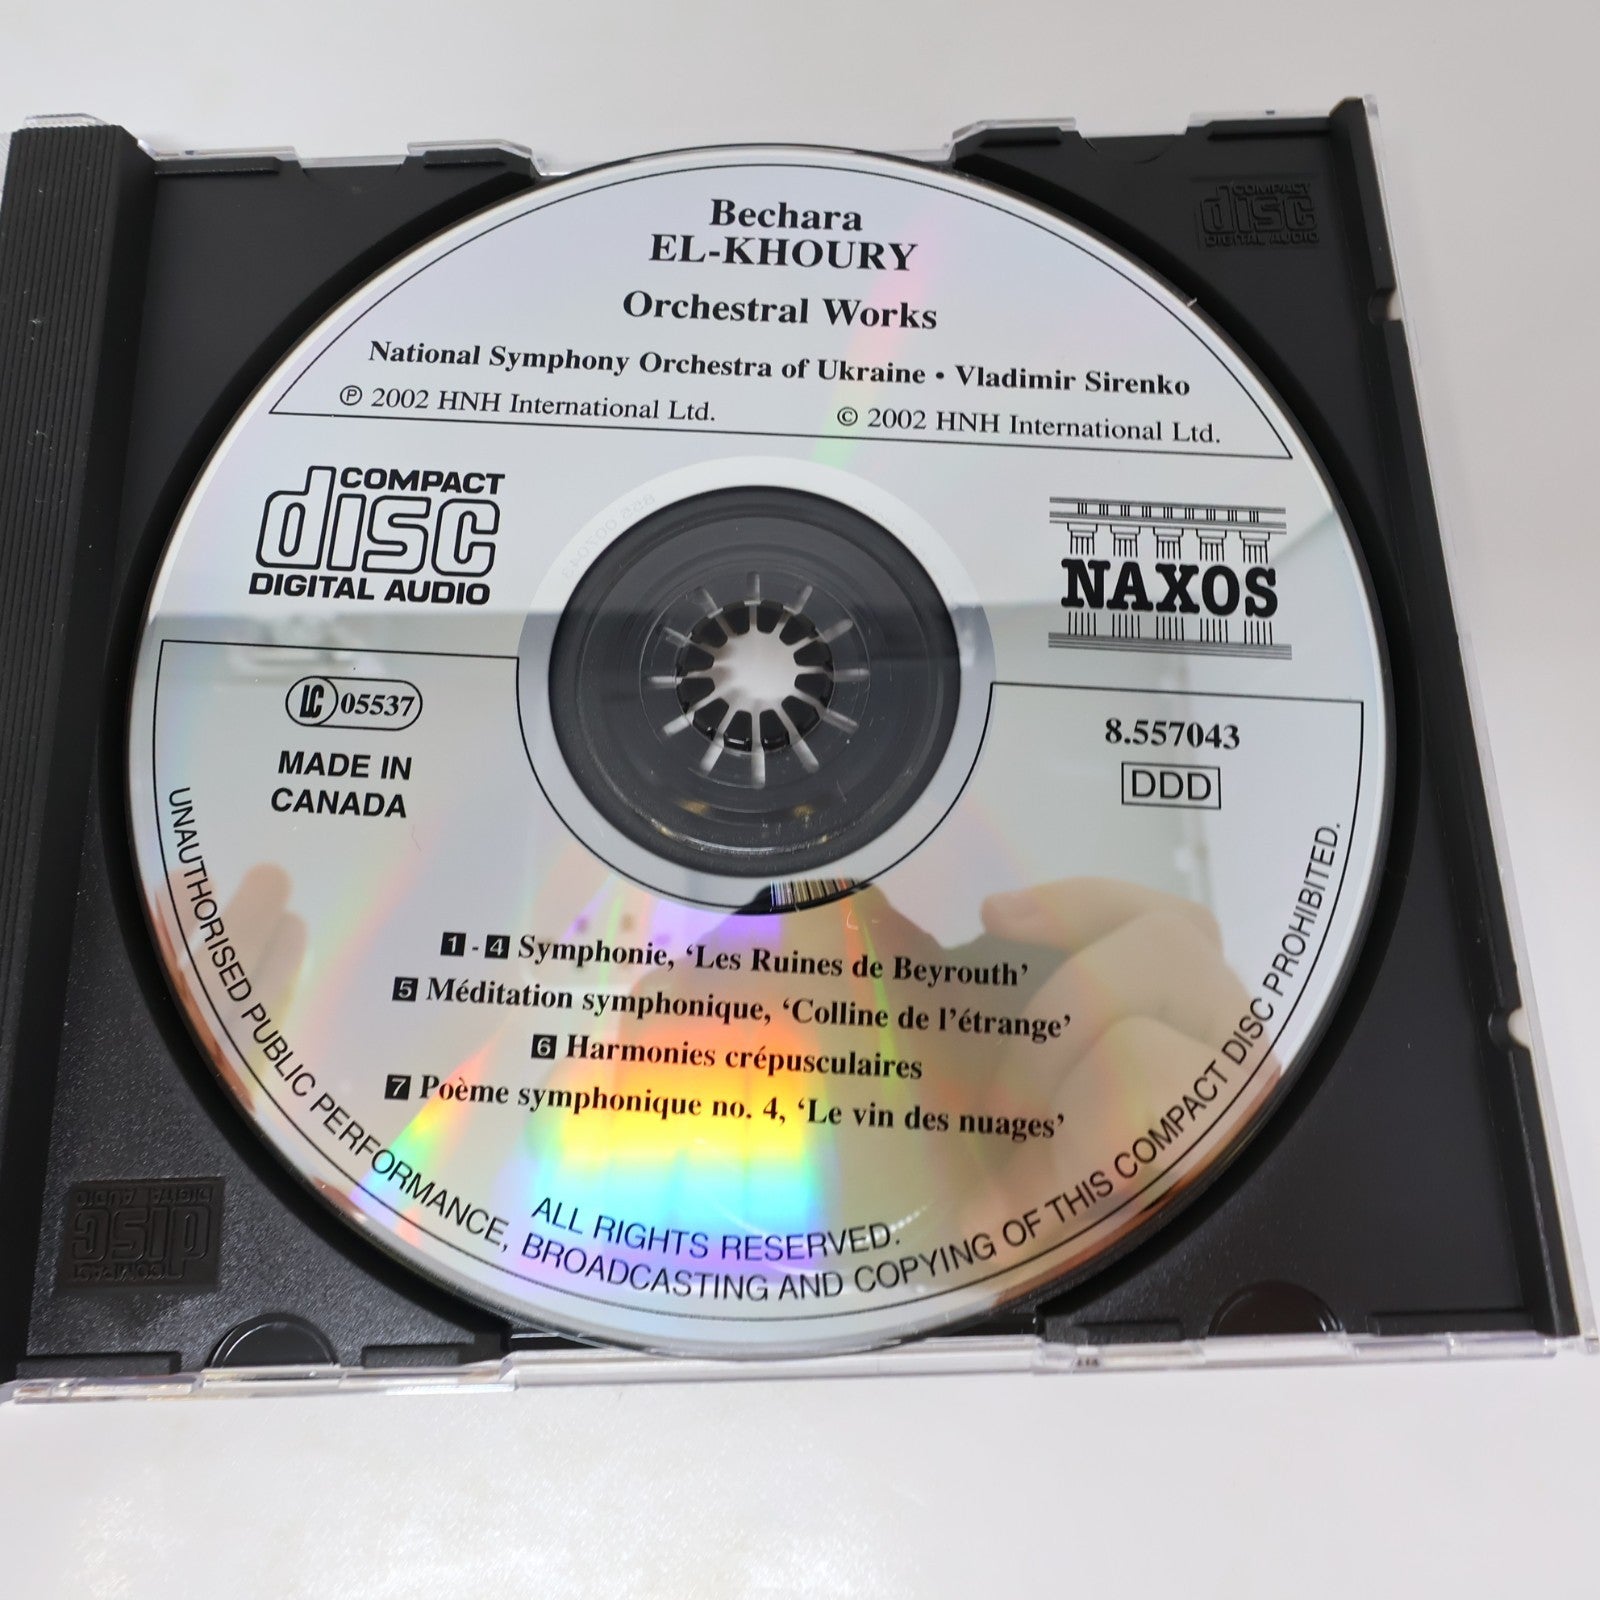 Bechara
EL-KHOURY
Orchestral Works
National Symphony Orchestra of Ukraine • Vladimir Sirenko
℗ 2002 HNH International Ltd. © 2002 HNH International Ltd.
COMPACT
disc
DIGITAL AUDIO
NAXOS
LC 05537
MADE IN
CANADA
8.557043
DDD
1 - 4 Symphonie, ‘Les Ruines de Beyrouth’
5 Méditation symphonique, ‘Colline de l’étrange’
6 Harmonies crépusculaires
7 Poème symphonique no. 4, ‘Le vin des nuages’
ALL RIGHTS RESERVED.
UNAUTHORISED PUBLIC PERFORMANCE, BROADCASTING AND COPYING OF THIS COMPACT DISC PROHIBITED.
COMPACT
disc
DIGITAL AUDIO
COMPACT
disc
DIGITAL AUDIO